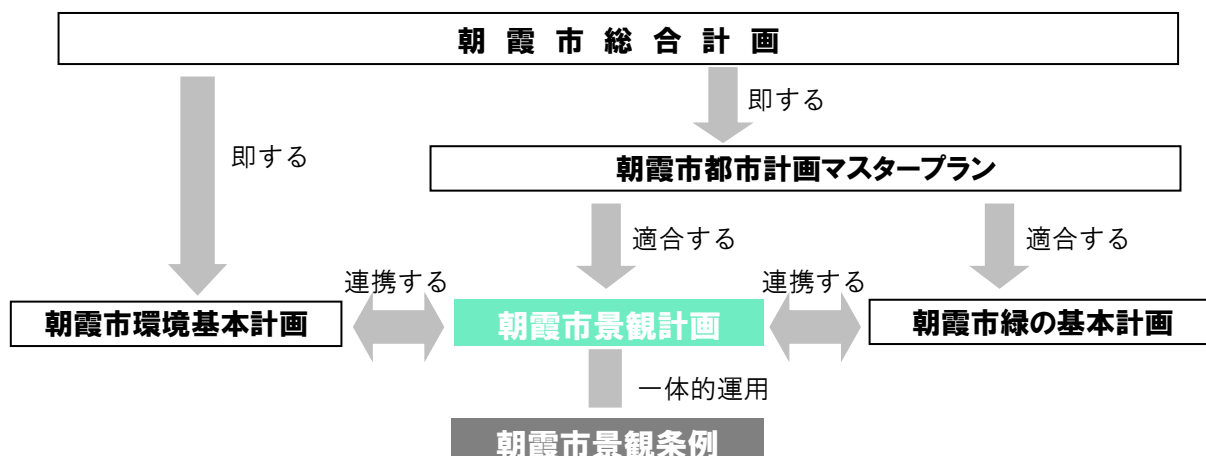 朝霞市総合計画
即する
即する
朝霞市都市計画マスタープラン
適合する
適合する
連携する
連携する
朝霞市環境基本計画
朝霞市景観計画
朝霞市緑の基本計画
一体的運用
朝霞市景観条例